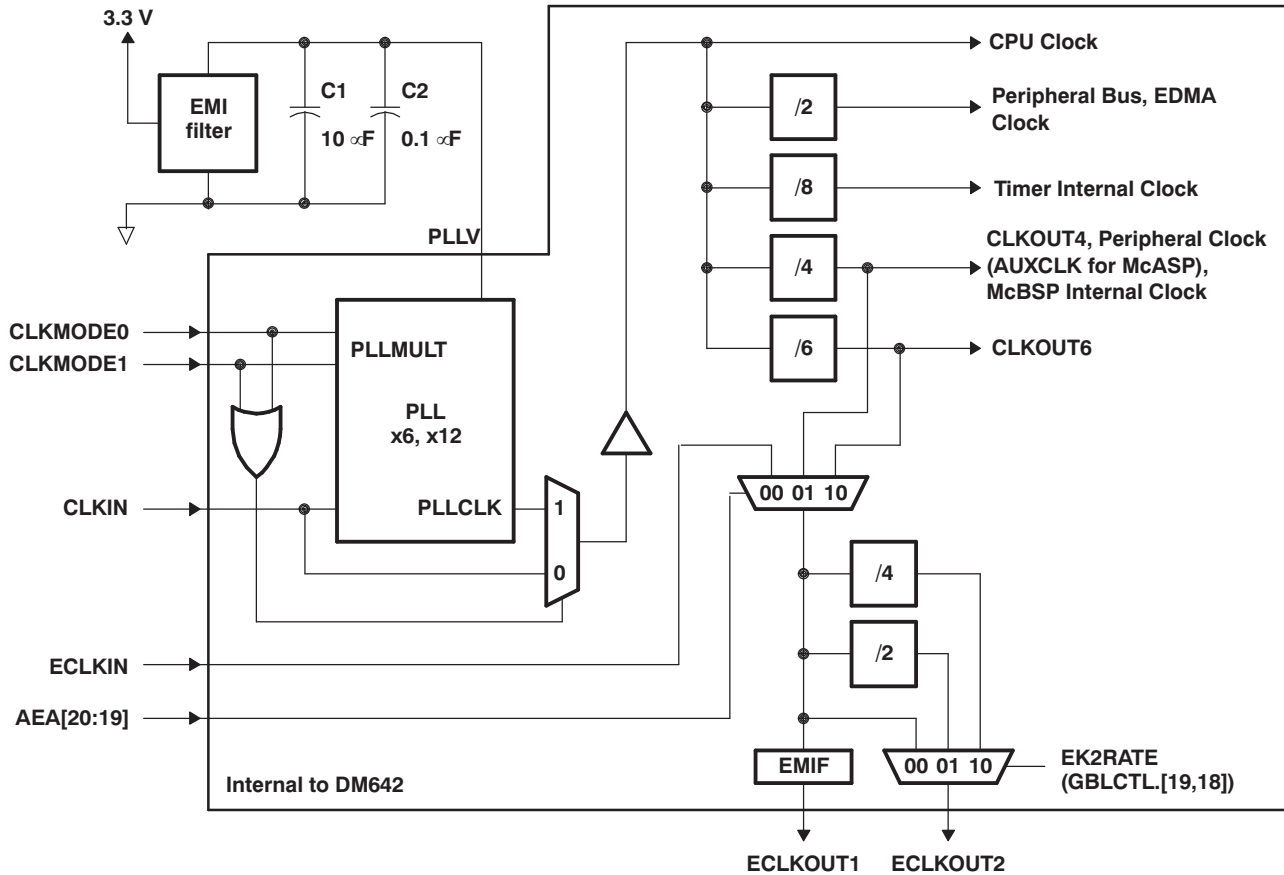 3.3 V
EMI
filter
C1
10 ∝F
C2
0.1 ∝F
PLLV
CLKMODE0
CLKMODE1
PLLMULT
PLL
x6, x12
CLKIN
PLLCLK
1
0
ECLKIN
AEA[20:19]
Internal to DM642
CPU Clock
/2
Peripheral Bus, EDMA
Clock
/8
Timer Internal Clock
/4
CLKOUT4, Peripheral Clock
(AUXCLK for McASP),
McBSP Internal Clock
/6
CLKOUT6
00 01 10
/4
/2
EMIF
00 01 10
EK2RATE
(GBLCTL.[19,18])
ECLKOUT1
ECLKOUT2